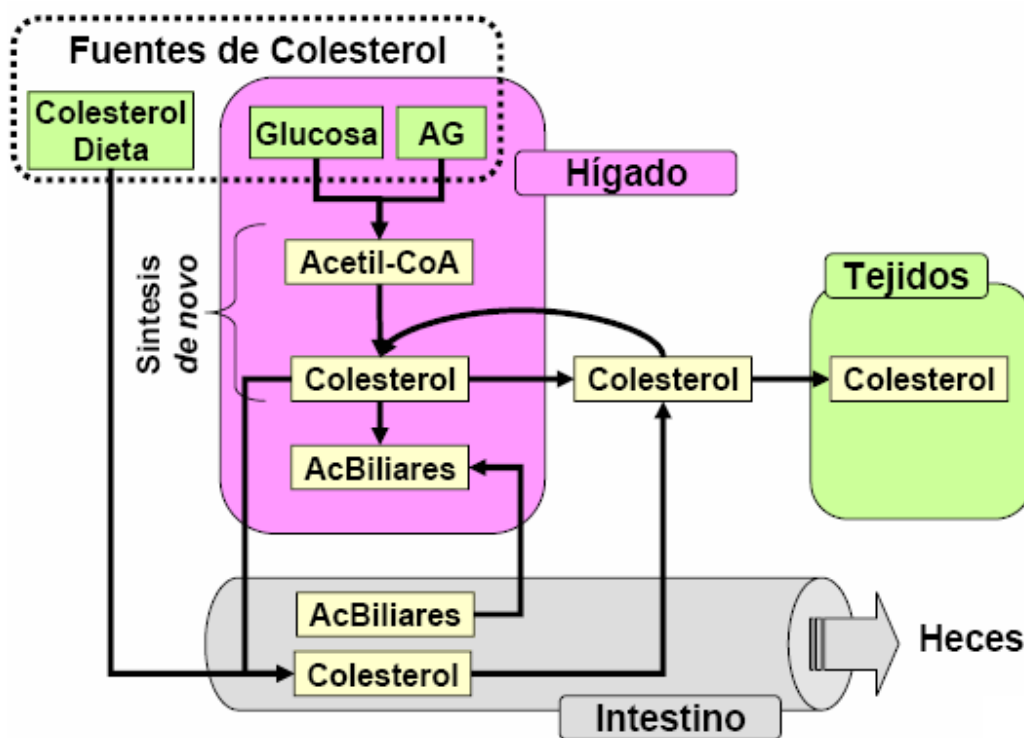 Fuentes de Colesterol
Colesterol
Dieta
Glucosa
AG
Hígado
Acetil-CoA
Sintesis
de novo
Tejidos
Colesterol
Colesterol
Colesterol
AcBiliares
AcBiliares
Colesterol
Heces
Intestino